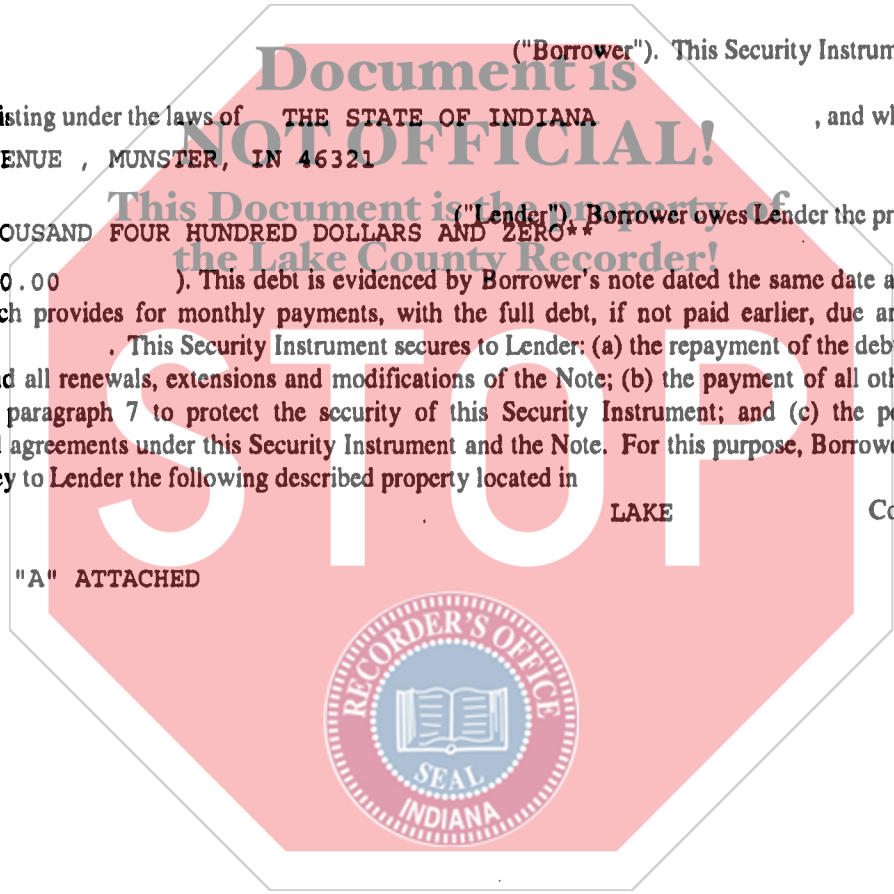 ("Borrower"). This Security Instrum
Document is
isting under the laws of THE STATE OF INDIANA , and wh
NOT OFFICIAL!
ENUE , MUNSTER, IN 46321
This Document is the property of
("Lender"). Borrower owes Lender the pr
OUSAND FOUR HUNDRED DOLLARS AND ZERO**
the Lake County Recorder!
0.00 ). This debt is evidenced by Borrower's note dated the same date a
ch provides for monthly payments, with the full debt, if not paid earlier, due an
. This Security Instrument secures to Lender: (a) the repayment of the deb
d all renewals, extensions and modifications of the Note; (b) the payment of all oth
paragraph 7 to protect the security of this Security Instrument; and (c) the pe
l agreements under this Security Instrument and the Note. For this purpose, Borrowe
ey to Lender the following described property located in
STOP
LAKE Co
"A" ATTACHED
RECORDER'S OFFICE
SEAL
INDIANA